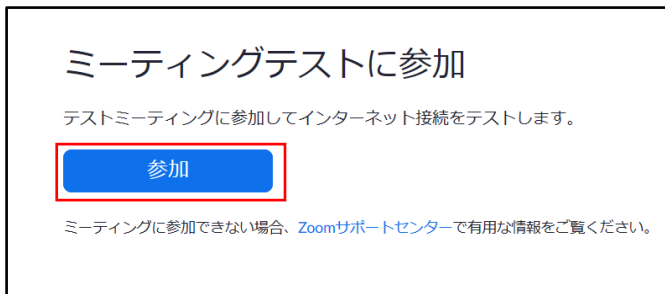 ミーティングテストに参加
テストミーティングに参加してインターネット接続をテストします。
参加
ミーティングに参加できない場合、Zoomサポートセンターで有用な情報をご覧ください。